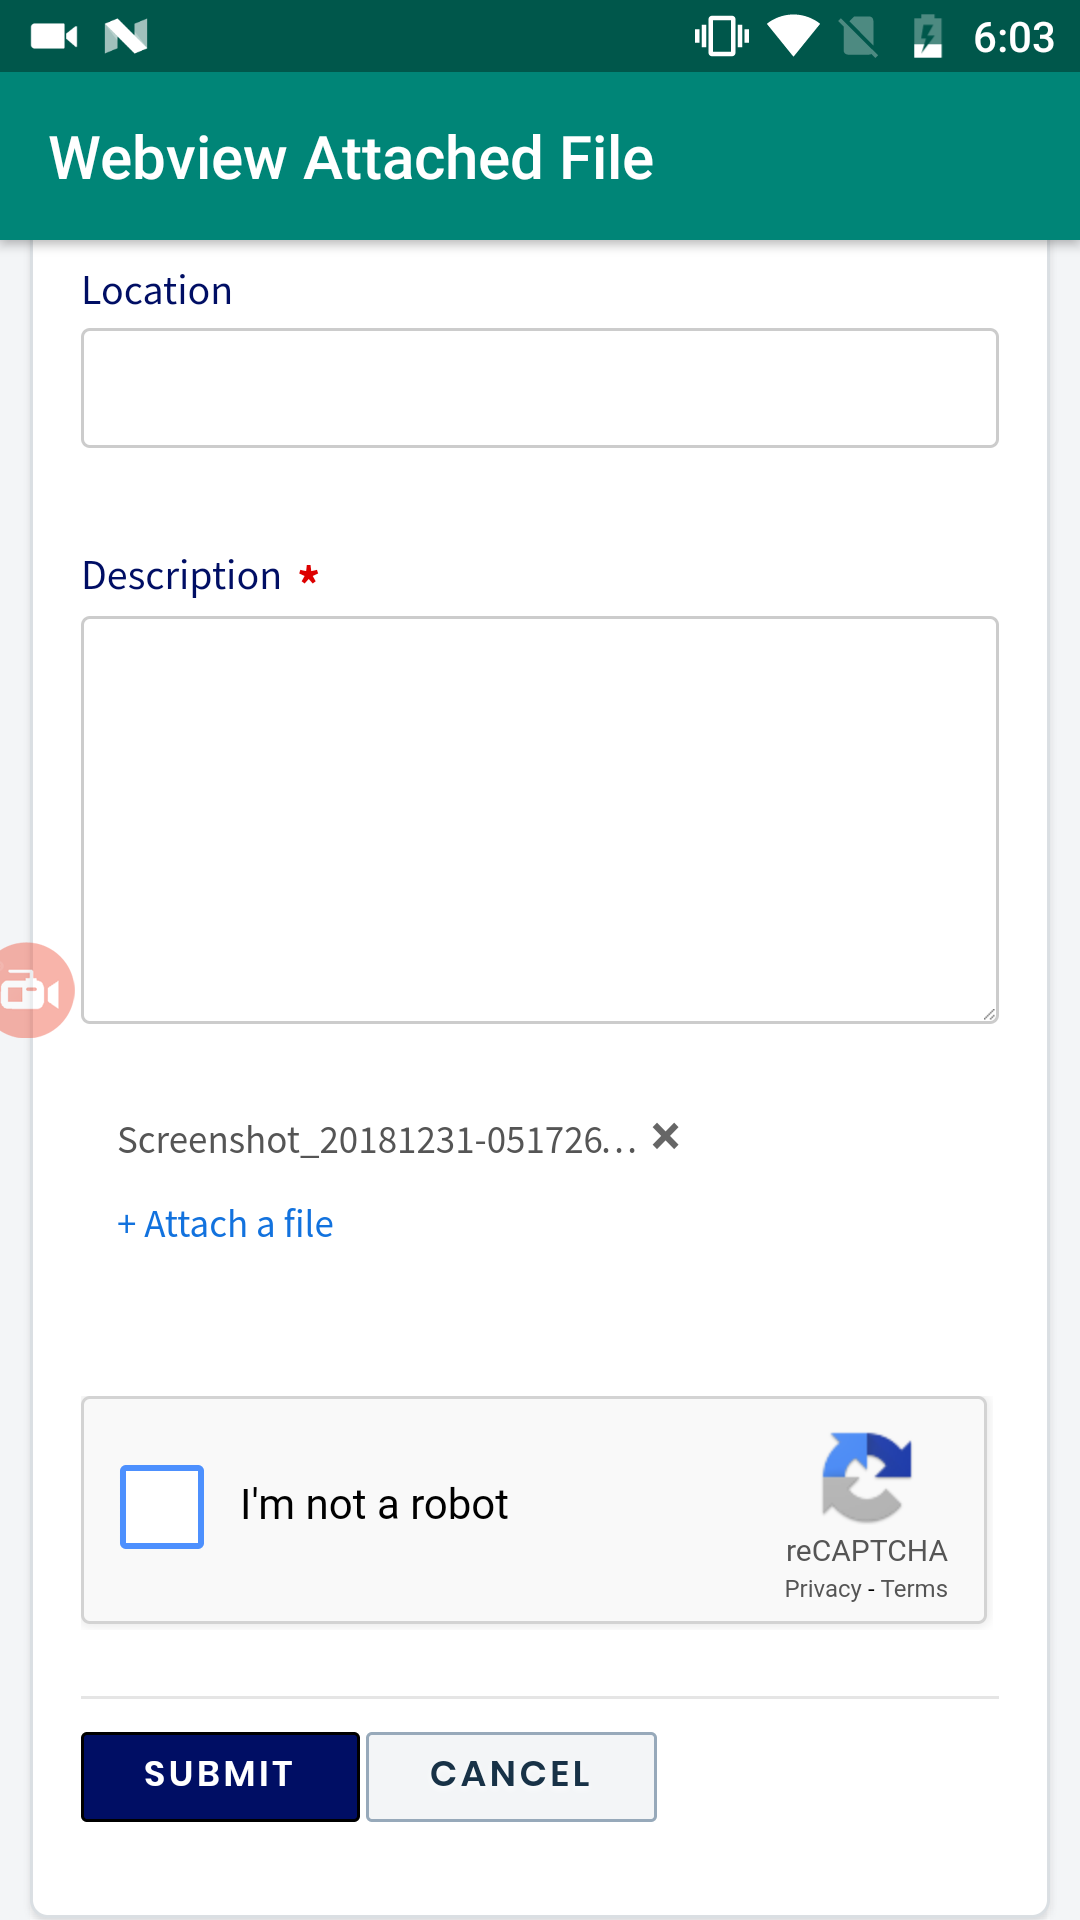 6:03
Webview Attached File
Location
Description *
Screenshot_20181231-051726... ×
+ Attach a file
I'm not a robot
reCAPTCHA
Privacy - Terms
SUBMIT CANCEL